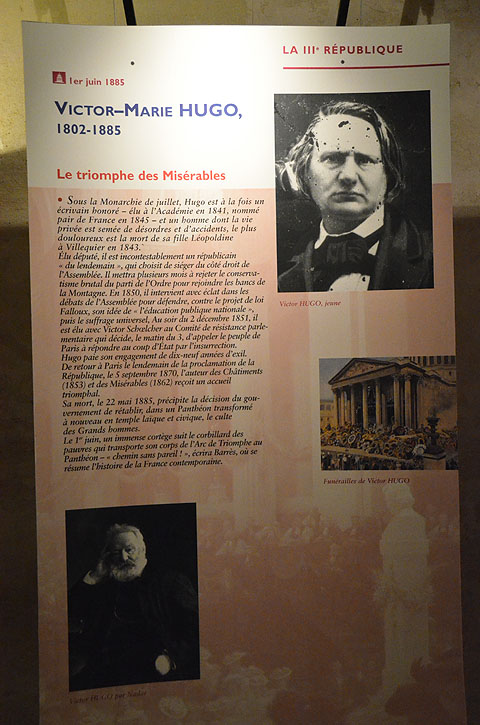 LA IIIe RÉPUBLIQUE
1er juin 1885
VICTOR–MARIE HUGO,
1802-1885
Le triomphe des Misérables
• Sous la Monarchie de juillet, Hugo est à la fois un
écrivain honoré – élu à l'Académie en 1841, nommé
pair de France en 1845 – et un homme dont la vie
privée est semée de désordres et d'accidents, le plus
douloureux est la mort de sa fille Léopoldine
à Villequier en 1843.
Élu député, il est incontestablement un républicain
« du lendemain », qui choisit de siéger du côté droit de
l'Assemblée. Il mettra plusieurs mois à rejeter le conserva-
tisme brutal du parti de l'Ordre pour rejoindre les bancs de
la Montagne. En 1850, il intervient avec éclat dans les
débats de l'Assemblée pour défendre, contre le projet de loi
Falloux, son idée de « l'éducation publique nationale »,
puis le suffrage universel. Au soir du 2 décembre 1851, il
est élu avec Victor Schœlcher au Comité de résistance parle-
mentaire qui décide, le matin du 3, d'appeler le peuple de
Paris à répondre au coup d'État par l'insurrection.
Hugo paie son engagement de dix-neuf années d'exil.
De retour à Paris le lendemain de la proclamation de la
République, le 5 septembre 1870, l'auteur des Châtiments
(1853) et des Misérables (1862) reçoit un accueil
triomphal.
Sa mort, le 22 mai 1885, précipite la décision du gou-
vernement de rétablir, dans un Panthéon transformé
à nouveau en temple laïque et civique, le culte
des Grands hommes.
Le 1er juin, un immense cortège suit le corbillard des
pauvres qui transporte son corps de l'Arc de Triomphe au
Panthéon – « chemin sans pareil ! », écrira Barrès, où se
résume l'histoire de la France contemporaine.
Victor HUGO, jeune
Funérailles de Victor HUGO
Victor HUGO par Nadar